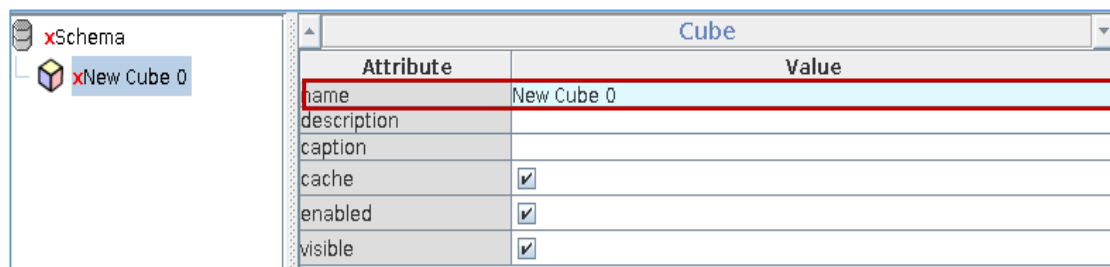 xSchema
xNew Cube 0
Cube
Attribute Value
name New Cube 0
description
caption
cache
enabled
visible